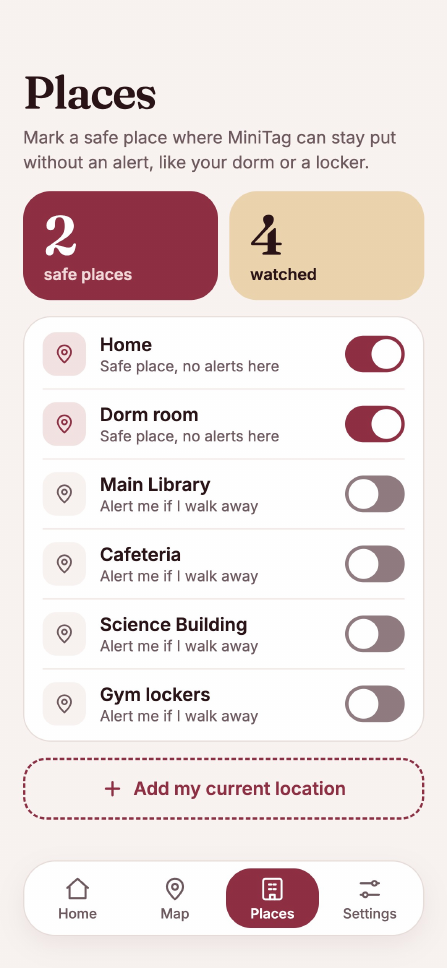 Places
Mark a safe place where MiniTag can stay put
without an alert, like your dorm or a locker.
2
safe places
4
watched
Home
Safe place, no alerts here
Dorm room
Safe place, no alerts here
Main Library
Alert me if I walk away
Cafeteria
Alert me if I walk away
Science Building
Alert me if I walk away
Gym lockers
Alert me if I walk away
+ Add my current location
Home
Map
Places
Settings